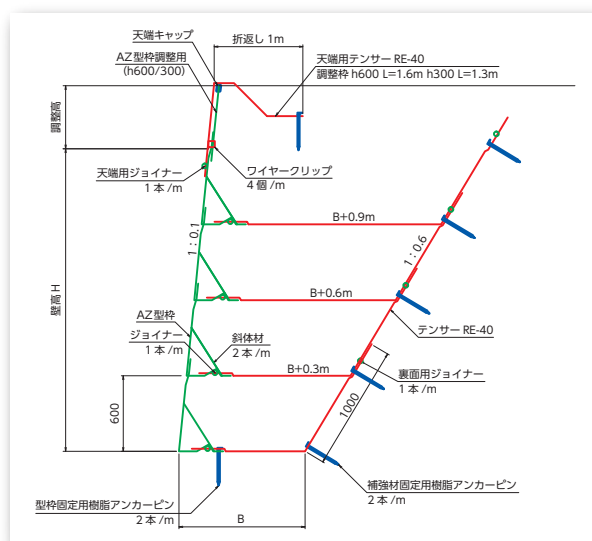 天端キャップ
AZ型枠調整用
(h600/300)
折返し 1m
天端用テンサー RE-40
調整枠 h600 L=1.6m h300 L=1.3m
調整高
天端用ジョイナー
1本/m
ワイヤークリップ
4個/m
B+0.9m
1:0.1
1:0.6
B+0.6m
壁高H
AZ型枠
ジョイナー
1本/m
斜体材
2本/m
テンサー RE-40
B+0.3m
裏面用ジョイナー
1本/m
600
1000
型枠固定用樹脂アンカーピン
2本/m
B
補強材固定用樹脂アンカーピン
2本/m